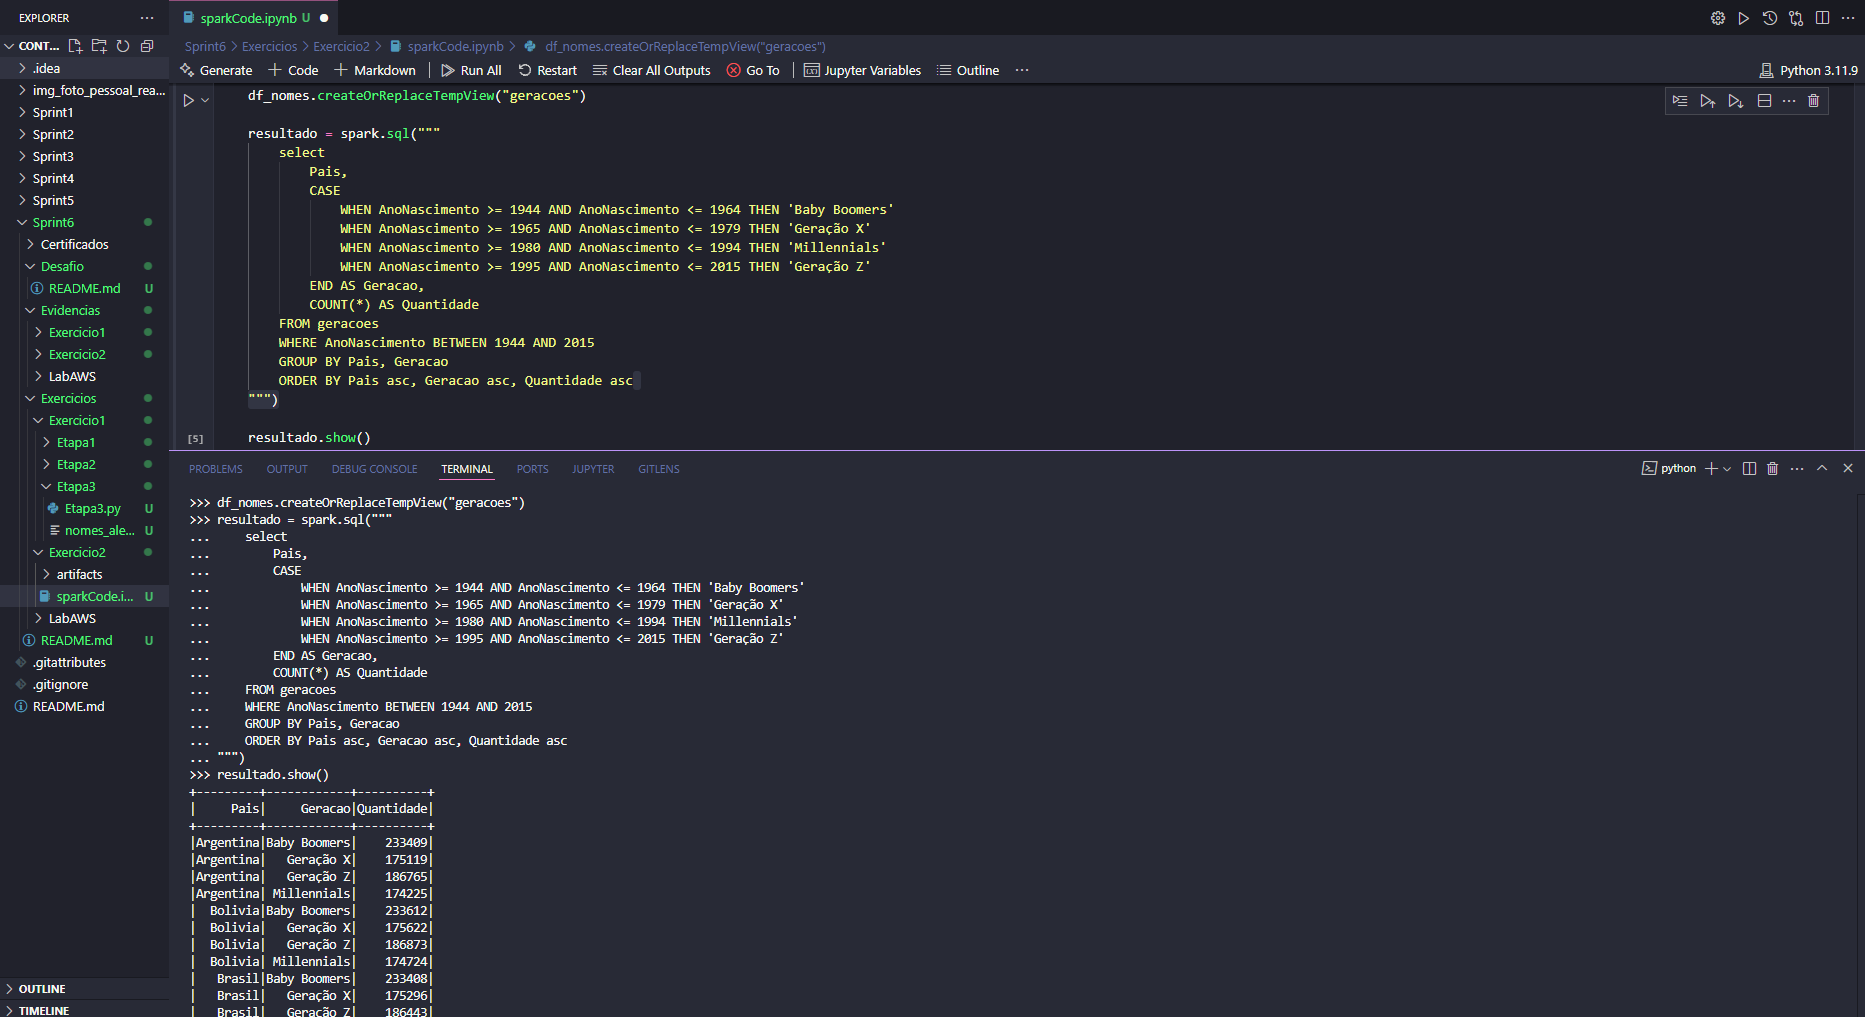 EXPLORER
sparkCode.ipynb U
CONT...
Sprint6 > Exercicios > Exercicio2 > sparkCode.ipynb > df_nomes.createOrReplaceTempView("geracoes")
Generate + Code + Markdown | Run All Restart Clear All Outputs Go To | Jupyter Variables Outline ...
Python 3.11.9
.idea
img_foto_pessoal_rea...
Sprint1
Sprint2
Sprint3
Sprint4
Sprint5
Sprint6
Certificados
Desafio
README.md U
Evidencias
Exercicio1
Exercicio2
LabAWS
Exercicios
Exercicio1
Etapa1
Etapa2
Etapa3
Etapa3.py U
nomes_ale... U
Exercicio2
artifacts
sparkCode.i... U
LabAWS
README.md U
.gitattributes
.gitignore
README.md
OUTLINE
TIMELINE
df_nomes.createOrReplaceTempView("geracoes")
resultado = spark.sql("""
select
Pais,
CASE
WHEN AnoNascimento >= 1944 AND AnoNascimento <= 1964 THEN 'Baby Boomers'
WHEN AnoNascimento >= 1965 AND AnoNascimento <= 1979 THEN 'Geração X'
WHEN AnoNascimento >= 1980 AND AnoNascimento <= 1994 THEN 'Millennials'
WHEN AnoNascimento >= 1995 AND AnoNascimento <= 2015 THEN 'Geração Z'
END AS Geracao,
COUNT(*) AS Quantidade
FROM geracoes
WHERE AnoNascimento BETWEEN 1944 AND 2015
GROUP BY Pais, Geracao
ORDER BY Pais asc, Geracao asc, Quantidade asc
""")
[5] resultado.show()
PROBLEMS OUTPUT DEBUG CONSOLE TERMINAL PORTS JUPYTER GITLENS
python
>>> df_nomes.createOrReplaceTempView("geracoes")
>>> resultado = spark.sql("""
... select
... Pais,
... CASE
... WHEN AnoNascimento >= 1944 AND AnoNascimento <= 1964 THEN 'Baby Boomers'
... WHEN AnoNascimento >= 1965 AND AnoNascimento <= 1979 THEN 'Geração X'
... WHEN AnoNascimento >= 1980 AND AnoNascimento <= 1994 THEN 'Millennials'
... WHEN AnoNascimento >= 1995 AND AnoNascimento <= 2015 THEN 'Geração Z'
... END AS Geracao,
... COUNT(*) AS Quantidade
... FROM geracoes
... WHERE AnoNascimento BETWEEN 1944 AND 2015
... GROUP BY Pais, Geracao
... ORDER BY Pais asc, Geracao asc, Quantidade asc
... """)
>>> resultado.show()
+---------+------------+----------+
| Pais| Geracao|Quantidade|
+---------+------------+----------+
|Argentina|Baby Boomers| 233409|
|Argentina| Geração X| 175119|
|Argentina| Geração Z| 186765|
|Argentina| Millennials| 174225|
| Bolivia|Baby Boomers| 233612|
| Bolivia| Geração X| 175622|
| Bolivia| Geração Z| 186873|
| Bolivia| Millennials| 174724|
| Brasil|Baby Boomers| 233408|
| Brasil| Geração X| 175296|
| Brasil| Geração Z| 186443|